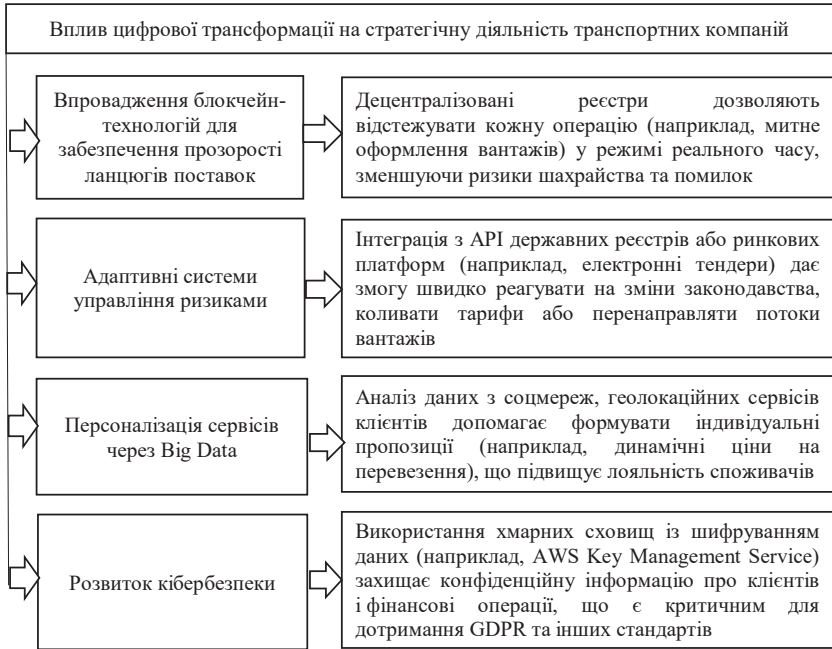 Вплив цифрової трансформації на стратегічну діяльність транспортних компаній
Впровадження блокчейн-
технологій для
забезпечення прозорості
ланцюгів поставок
Децентралізовані реєстри дозволяють
відстежувати кожну операцію (наприклад, митне
оформлення вантажів) у режимі реального часу,
зменшуючи ризики шахрайства та помилок
Адаптивні системи
управління ризиками
Інтеграція з API державних реєстрів або ринкових
платформ (наприклад, електронні тендери) дає
змогу швидко реагувати на зміни законодавства,
коливати тарифи або перенаправляти потоки
вантажів
Персоналізація сервісів
через Big Data
Аналіз даних з соцмереж, геолокаційних сервісів
клієнтів допомагає формувати індивідуальні
пропозиції (наприклад, динамічні ціни на
перевезення), що підвищує лояльність споживачів
Розвиток кібербезпеки
Використання хмарних сховищ із шифруванням
даних (наприклад, AWS Key Management Service)
захищає конфіденційну інформацію про клієнтів
і фінансові операції, що є критичним для
дотримання GDPR та інших стандартів